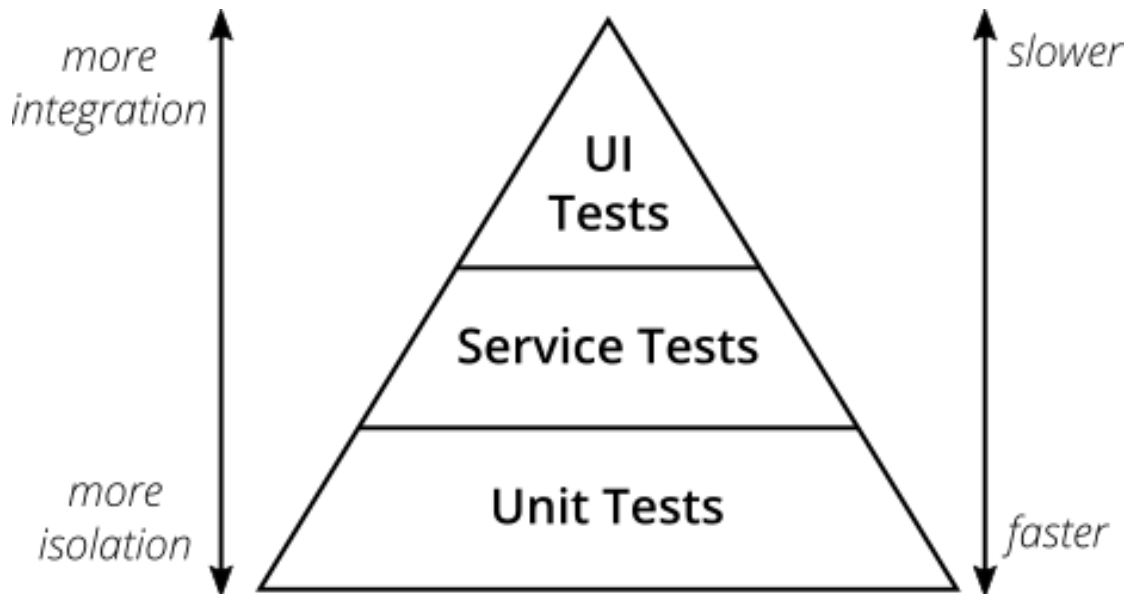 more
integration
slower
UI
Tests
Service Tests
Unit Tests
more
isolation
faster